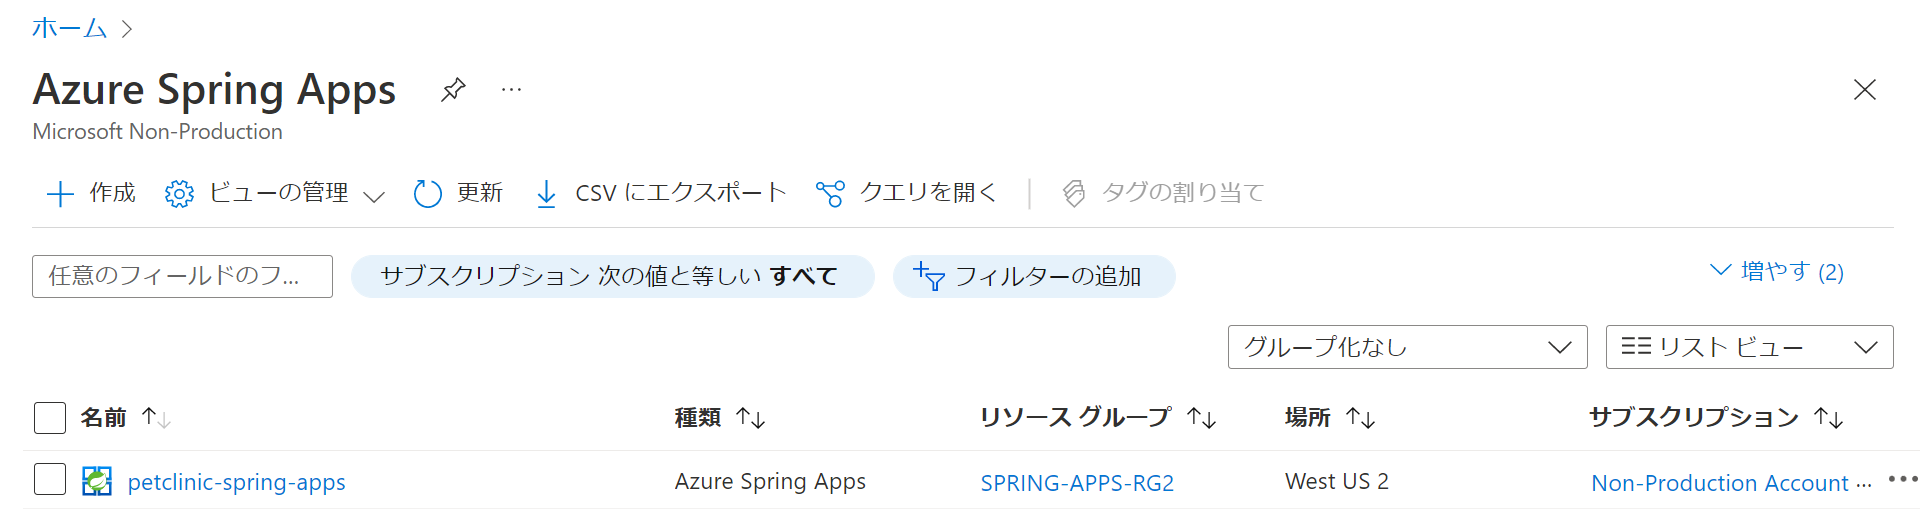 ホーム
Azure Spring Apps
Microsoft Non-Production
作成 ビューの管理 更新 CSV にエクスポート クエリを開く タグの割り当て
任意のフィールドのフ... サブスクリプション 次の値と等しい すべて フィルターの追加 増やす (2)
グループ化なし リスト ビュー
名前 種類 リソース グループ 場所 サブスクリプション
petclinic-spring-apps Azure Spring Apps SPRING-APPS-RG2 West US 2 Non-Production Account ...